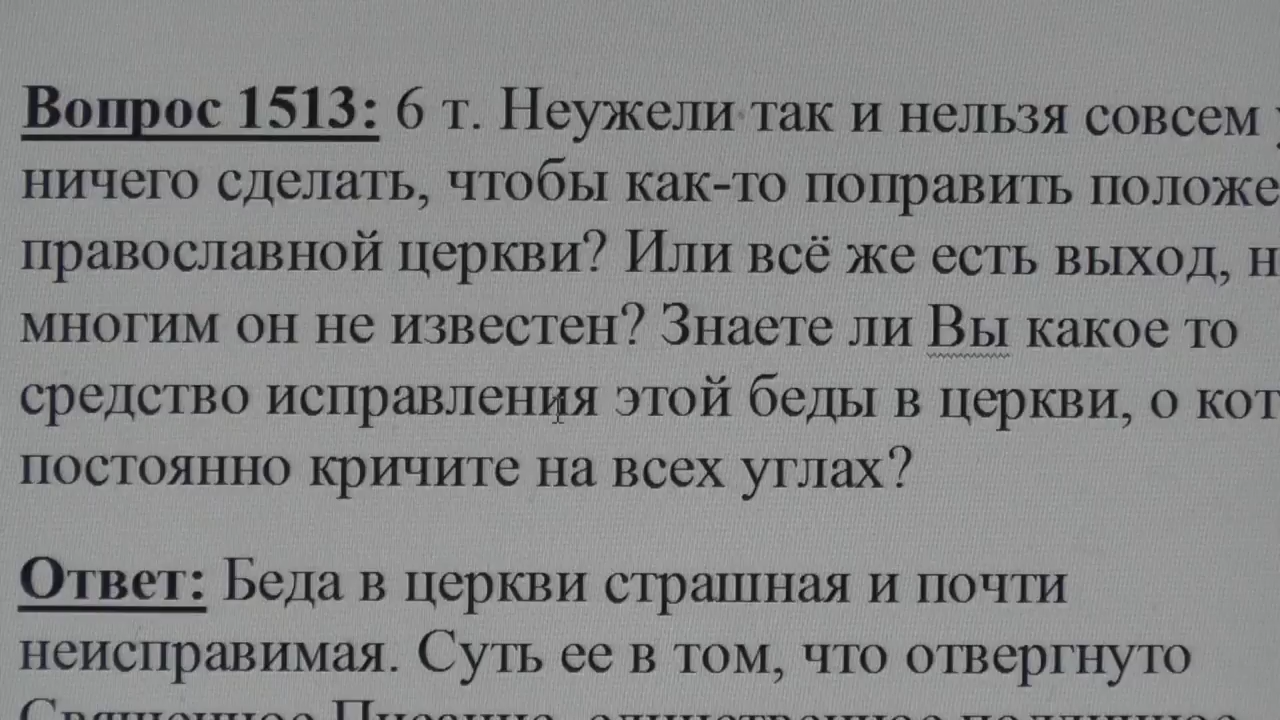 Вопрос 1513: 6 т. Неужели так и нельзя совсем
ничего сделать, чтобы как-то поправить
православной церкви? Или всё же есть выход,
многим он не известен? Знаете ли Вы какое то
средство исправления этой беды в церкви, о
постоянно кричите на всех углах?
Ответ: Беда в церкви страшная и почти
неисправимая. Суть ее в том, что отвергнуто